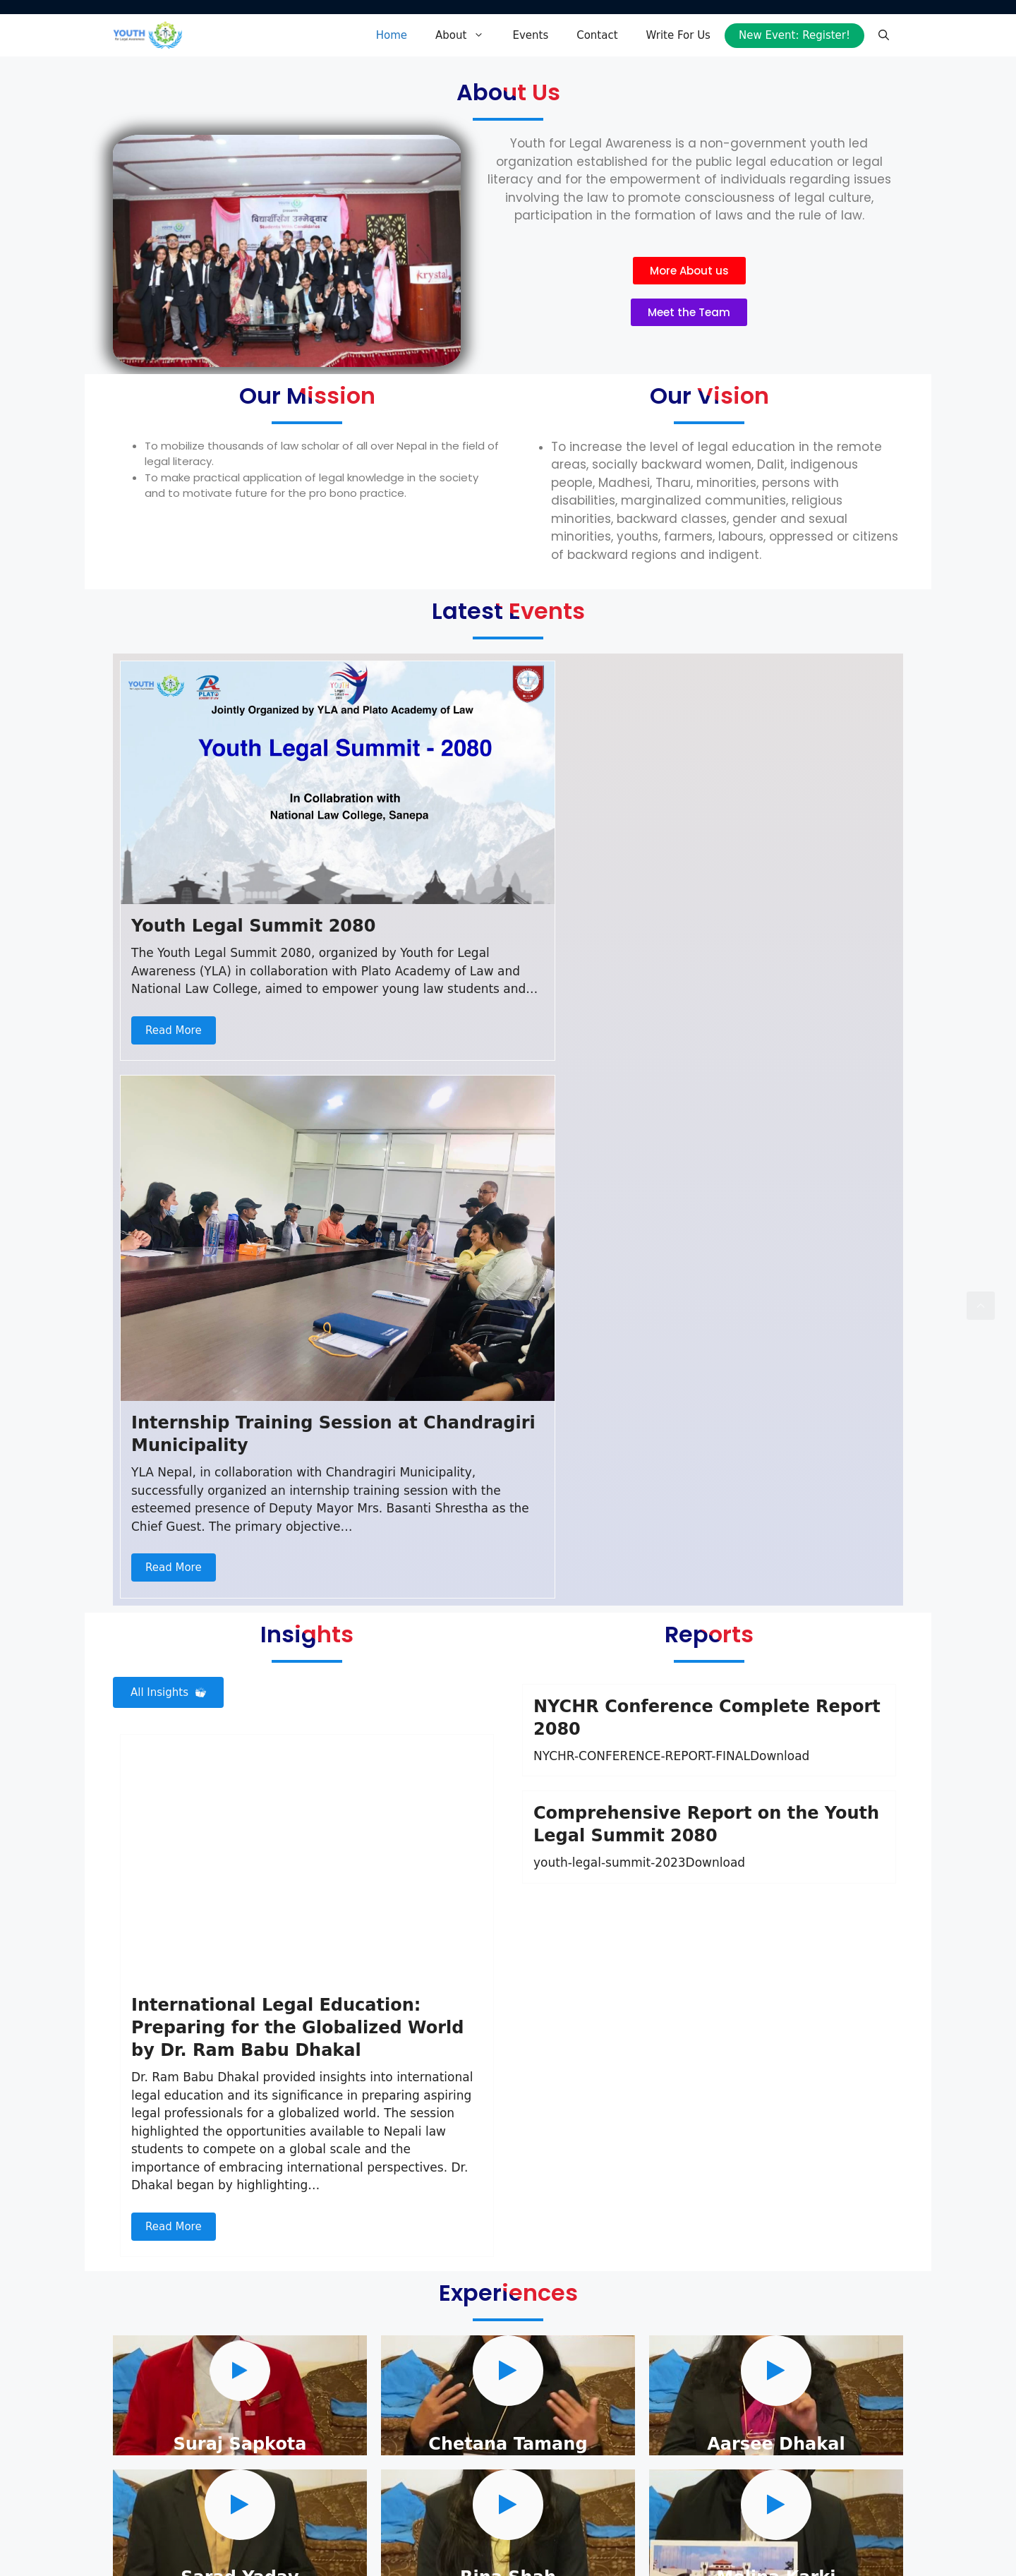 YOUTH
for Legal Awareness
Home
About
Events
Contact
Write For Us
New Event: Register!
About Us
विद्यार्थीसँग उम्मेदवार
Krystal
Youth for Legal Awareness is a non-government youth led
organization established for the public legal education or legal
literacy and for the empowerment of individuals regarding issues
involving the law to promote consciousness of legal culture,
participation in the formation of laws and the rule of law.
More About us
Meet the Team
Our Mission
To mobilize thousands of law scholar of all over Nepal in the field of
legal literacy.
To make practical application of legal knowledge in the society
and to motivate future for the pro bono practice.
Our Vision
To increase the level of legal education in the remote
areas, socially backward women, Dalit, indigenous
people, Madhesi, Tharu, minorities, persons with
disabilities, marginalized communities, religious
minorities, backward classes, gender and sexual
minorities, youths, farmers, labours, oppressed or citizens
of backward regions and indigent.
Latest Events
YOUTH
PLATO
YOUTH
Legal
Jointly Organized by YLA and Plato Academy of Law
Youth Legal Summit - 2080
In Collabration with
National Law College, Sanepa
Youth Legal Summit 2080
The Youth Legal Summit 2080, organized by Youth for Legal
Awareness (YLA) in collaboration with Plato Academy of Law and
National Law College, aimed to empower young law students and…
Read More
Internship Training Session at Chandragiri
Municipality
YLA Nepal, in collaboration with Chandragiri Municipality,
successfully organized an internship training session with the
esteemed presence of Deputy Mayor Mrs. Basanti Shrestha as the
Chief Guest. The primary objective…
Read More
Insights
All Insights
International Legal Education:
Preparing for the Globalized World
by Dr. Ram Babu Dhakal
Dr. Ram Babu Dhakal provided insights into international
legal education and its significance in preparing aspiring
legal professionals for a globalized world. The session
highlighted the opportunities available to Nepali law
students to compete on a global scale and the
importance of embracing international perspectives. Dr.
Dhakal began by highlighting…
Read More
Reports
NYCHR Conference Complete Report
2080
NYCHR-CONFERENCE-REPORT-FINALDownload
Comprehensive Report on the Youth
Legal Summit 2080
youth-legal-summit-2023Download
Experiences
Suraj Sapkota
Chetana Tamang
Aarsee Dhakal
Sarad Yadav